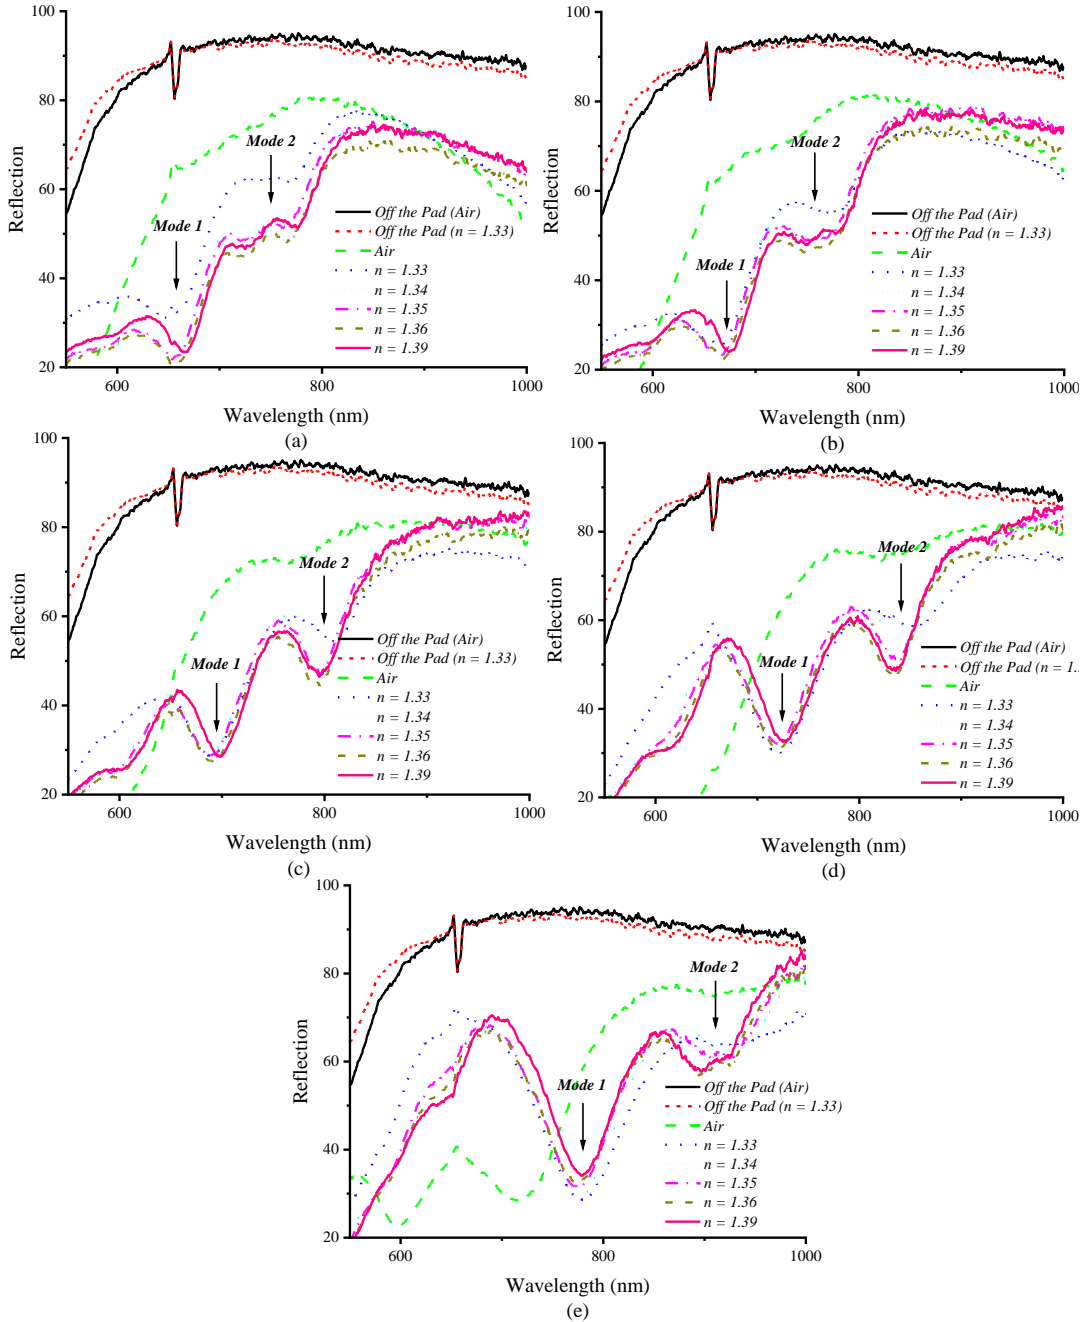 100
80
60
40
20
Reflection
600
800
1000
Wavelength (nm)
Mode 1
Mode 2
Off the Pad (Air)
Off the Pad (n = 1.33)
Air
n = 1.33
n = 1.34
n = 1.35
n = 1.36
n = 1.39
(a)
100
80
60
40
20
Reflection
600
800
1000
Wavelength (nm)
Mode 2
Mode 1
Off the Pad (Air)
Off the Pad (n = 1.33)
Air
n = 1.33
n = 1.34
n = 1.35
n = 1.36
n = 1.39
(b)
100
80
60
40
20
Reflection
600
800
1000
Wavelength (nm)
Mode 2
Mode 1
Off the Pad (Air)
Off the Pad (n = 1.33)
Air
n = 1.33
n = 1.34
n = 1.35
n = 1.36
n = 1.39
(c)
100
80
60
40
20
Reflection
600
800
1000
Wavelength (nm)
Mode 2
Mode 1
Off the Pad (Air)
Off the Pad (n = 1.3
Air
n = 1.33
n = 1.34
n = 1.35
n = 1.36
n = 1.39
(d)
100
80
60
40
20
Reflection
600
800
1000
Wavelength (nm)
Mode 2
Mode 1
Off the Pad (Air)
Off the Pad (n = 1.33)
Air
n = 1.33
n = 1.34
n = 1.35
n = 1.36
n = 1.39
(e)